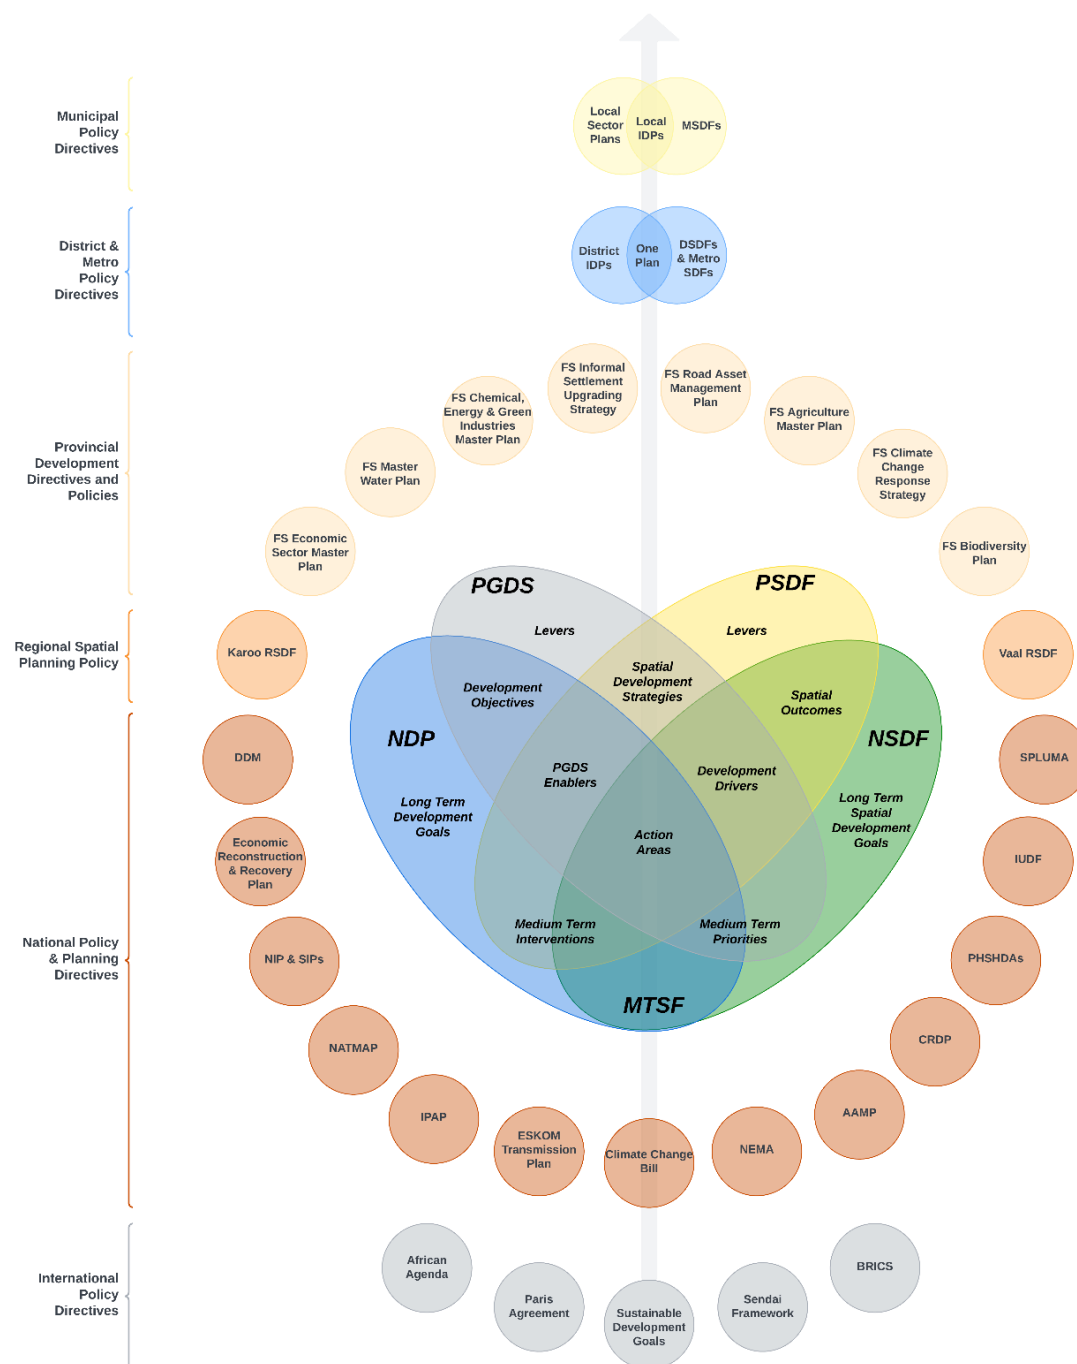 Municipal
Policy
Directives
Local
Sector
Plans
Local
IDPs
MSDFs
District &
Metro
Policy
Directives
District
IDPs
One
Plan
DSDFs
& Metro
SDFs
Provincial
Development
Directives and
Policies
FS Economic
Sector Master
Plan
FS Master
Water Plan
FS Chemical,
Energy & Green
Industries
Master Plan
FS Informal
Settlement
Upgrading
Strategy
FS Road Asset
Management
Plan
FS Agriculture
Master Plan
FS Climate
Change
Response
Strategy
FS Biodiversity
Plan
Regional Spatial
Planning Policy
Karoo RSDF
Vaal RSDF
PGDS
PSDF
Levers
Levers
Spatial
Development
Strategies
Development
Objectives
Spatial
Outcomes
NDP
NSDF
PGDS
Enablers
Development
Drivers
Long Term
Development
Goals
Long Term
Spatial
Development
Goals
Action
Areas
Medium Term
Interventions
Medium Term
Priorities
MTSF
National Policy
& Planning
Directives
DDM
Economic
Reconstruction
& Recovery
Plan
NIP & SIPs
NATMAP
IPAP
ESKOM
Transmission
Plan
Climate Change
Bill
NEMA
AAMP
CRDP
PHSHDAs
IUDF
SPLUMA
International
Policy
Directives
African
Agenda
Paris
Agreement
Sustainable
Development
Goals
Sendai
Framework
BRICS